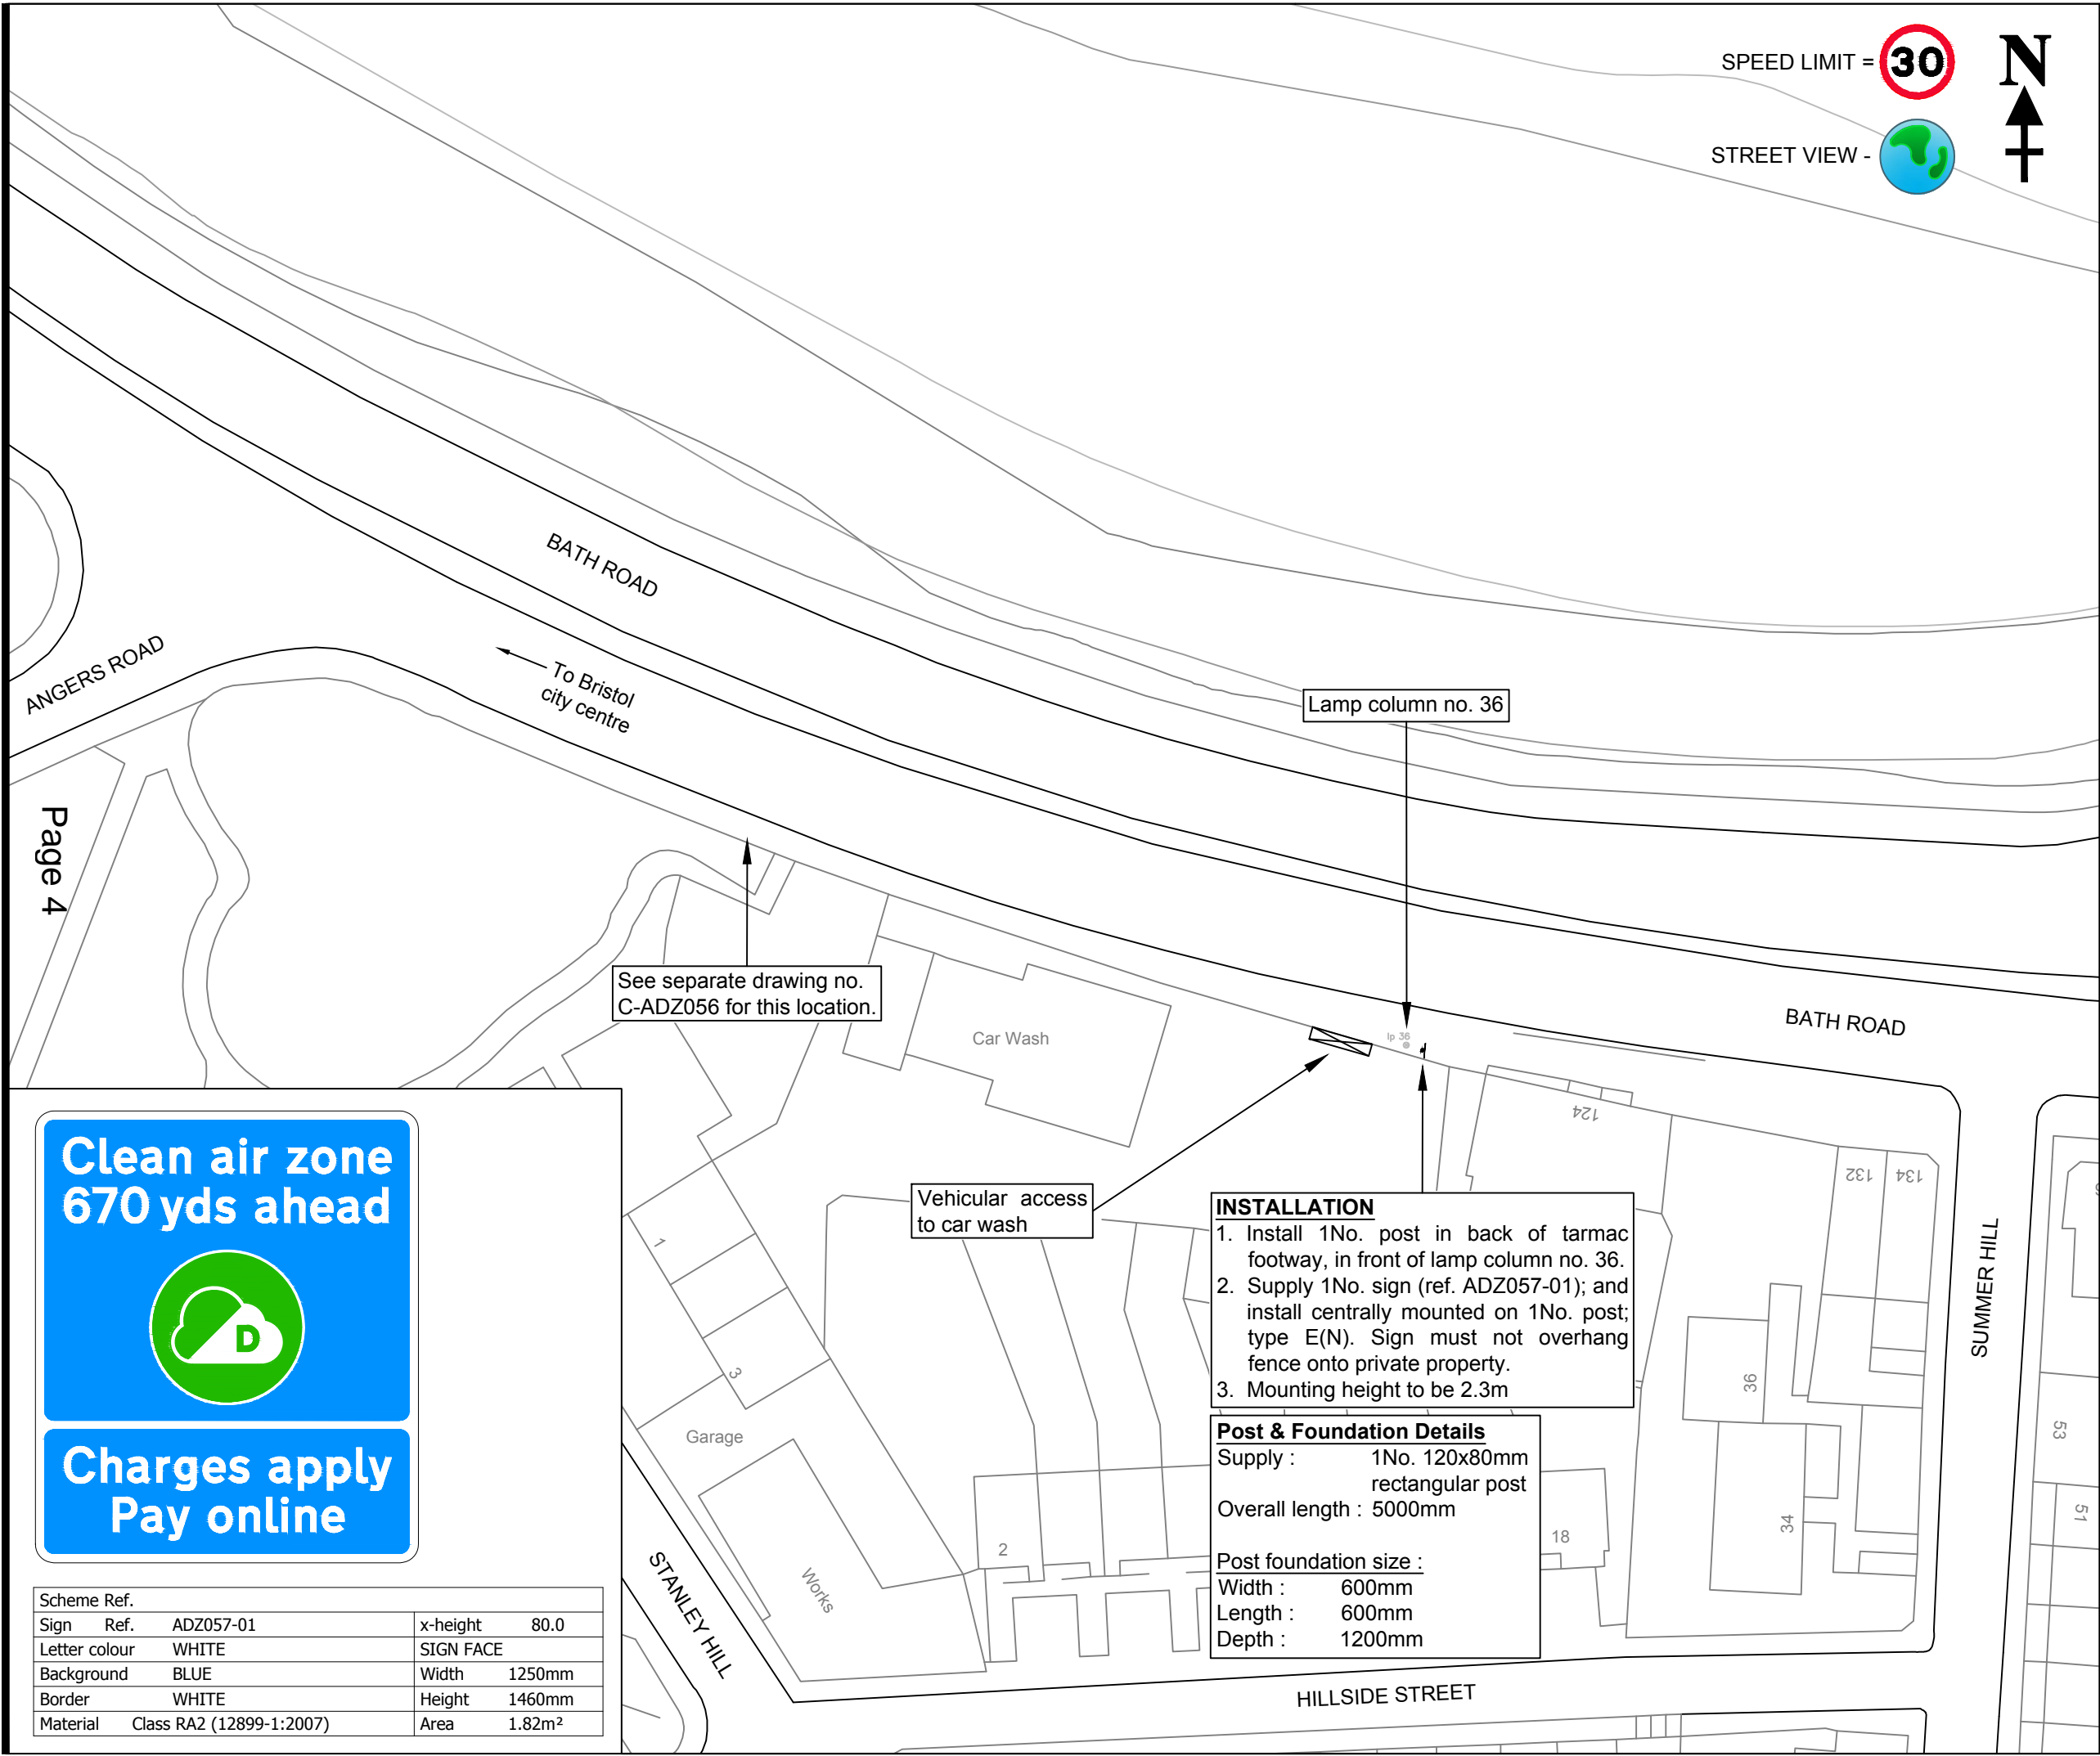 SPEED LIMIT = 30
N
STREET VIEW -
BATH ROAD
ANGERS ROAD
To Bristol
city centre
Lamp column no. 36
Page 4
See separate drawing no.
C-ADZ056 for this location.
Car Wash
lp 36
BATH ROAD
124
132
134
Vehicular access
to car wash
INSTALLATION
1. Install 1No. post in back of tarmac
footway, in front of lamp column no. 36.
2. Supply 1No. sign (ref. ADZ057-01); and
install centrally mounted on 1No. post;
type E(N). Sign must not overhang
fence onto private property.
3. Mounting height to be 2.3m
SUMMER HILL
1
3
Garage
Works
2
18
36
34
53
51
Post & Foundation Details
Supply : 1No. 120x80mm
rectangular post
Overall length : 5000mm
Post foundation size :
Width : 600mm
Length : 600mm
Depth : 1200mm
STANLEY HILL
HILLSIDE STREET
Clean air zone
670 yds ahead
D
Charges apply
Pay online
Scheme Ref.
Sign Ref. ADZ057-01 x-height 80.0
Letter colour WHITE SIGN FACE
Background BLUE Width 1250mm
Border WHITE Height 1460mm
Material Class RA2 (12899-1:2007) Area 1.82m²